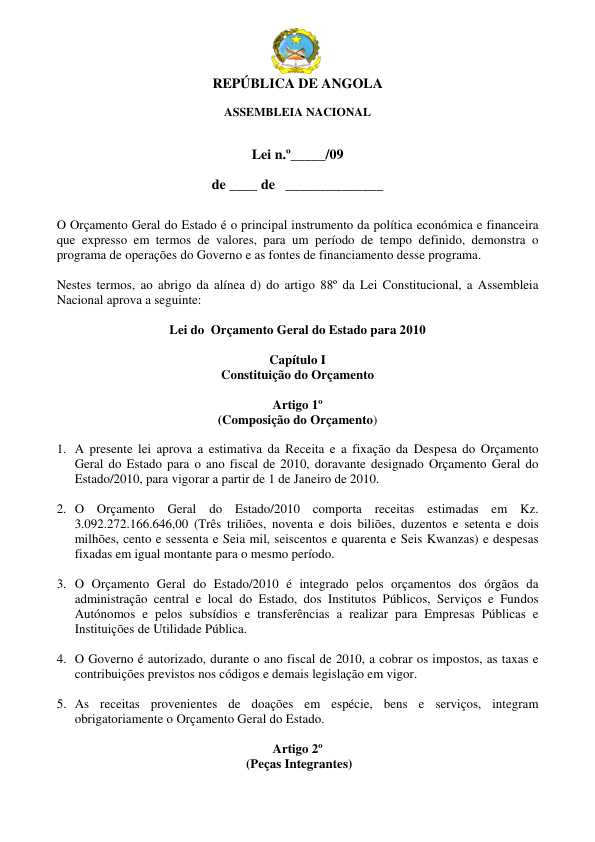 REPÚBLICA DE ANGOLA
ASSEMBLEIA NACIONAL
Lei n.º_____/09
de ____ de ______________
O Orçamento Geral do Estado é o principal instrumento da política económica e financeira
que expresso em termos de valores, para um período de tempo definido, demonstra o
programa de operações do Governo e as fontes de financiamento desse programa.
Nestes termos, ao abrigo da alínea d) do artigo 88º da Lei Constitucional, a Assembleia
Nacional aprova a seguinte:
Lei do Orçamento Geral do Estado para 2010
Capítulo I
Constituição do Orçamento
Artigo 1º
(Composição do Orçamento)
1. A presente lei aprova a estimativa da Receita e a fixação da Despesa do Orçamento
Geral do Estado para o ano fiscal de 2010, doravante designado Orçamento Geral do
Estado/2010, para vigorar a partir de 1 de Janeiro de 2010.
2. O Orçamento Geral do Estado/2010 comporta receitas estimadas em Kz.
3.092.272.166.646,00 (Três triliões, noventa e dois biliões, duzentos e setenta e dois
milhões, cento e sessenta e Seia mil, seiscentos e quarenta e Seis Kwanzas) e despesas
fixadas em igual montante para o mesmo período.
3. O Orçamento Geral do Estado/2010 é integrado pelos orçamentos dos órgãos da
administração central e local do Estado, dos Institutos Públicos, Serviços e Fundos
Autónomos e pelos subsídios e transferências a realizar para Empresas Públicas e
Instituições de Utilidade Pública.
4. O Governo é autorizado, durante o ano fiscal de 2010, a cobrar os impostos, as taxas e
contribuições previstos nos códigos e demais legislação em vigor.
5. As receitas provenientes de doações em espécie, bens e serviços, integram
obrigatoriamente o Orçamento Geral do Estado.
Artigo 2º
(Peças Integrantes)